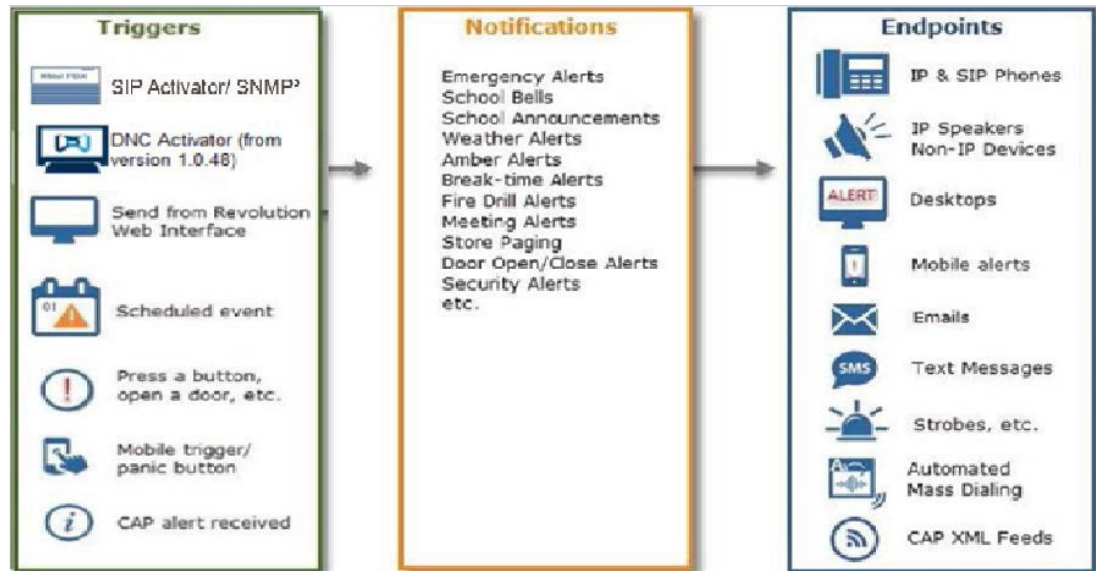 Triggers
SIP Activator/ SNMP³
DNC Activator (from
version 1.0.48)
Send from Revolution
Web Interface
01
Scheduled event
!
Press a button,
open a door, etc.
Mobile trigger/
panic button
i
CAP alert received
Notifications
Emergency Alerts
School Bells
School Announcements
Weather Alerts
Amber Alerts
Break-time Alerts
Fire Drill Alerts
Meeting Alerts
Store Paging
Door Open/Close Alerts
Security Alerts
etc.
Endpoints
IP & SIP Phones
IP Speakers
Non-IP Devices
ALERT!
Desktops
!
Mobile alerts
Emails
SMS
Text Messages
Strobes, etc.
Automated
Mass Dialing
CAP XML Feeds